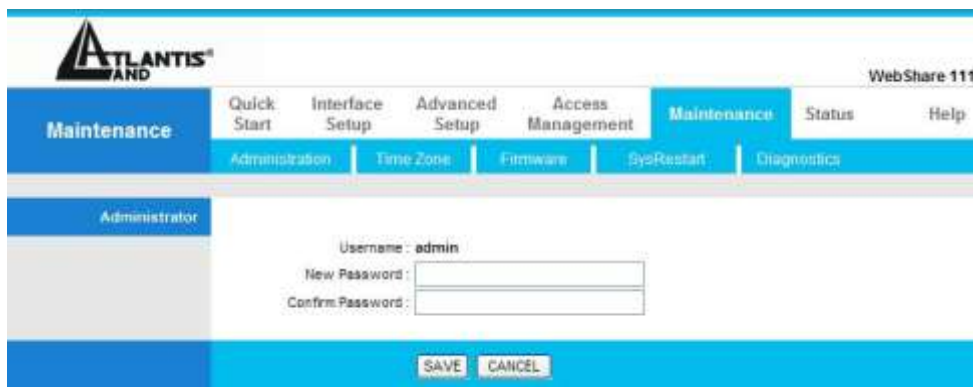 ATLANTIS®
LAND
WebShare 111
Maintenance
Quick Start
Interface Setup
Advanced Setup
Access Management
Maintenance
Status
Help
Administration
Time Zone
Firmware
SysRestart
Diagnostics
Administrator
Username : admin
New Password :
Confirm Password :
SAVE
CANCEL